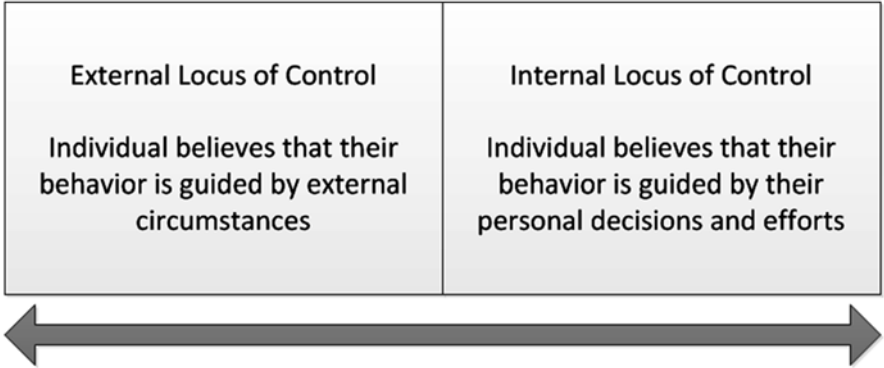 External Locus of Control
Individual believes that their
behavior is guided by external
circumstances
Internal Locus of Control
Individual believes that their
behavior is guided by their
personal decisions and efforts